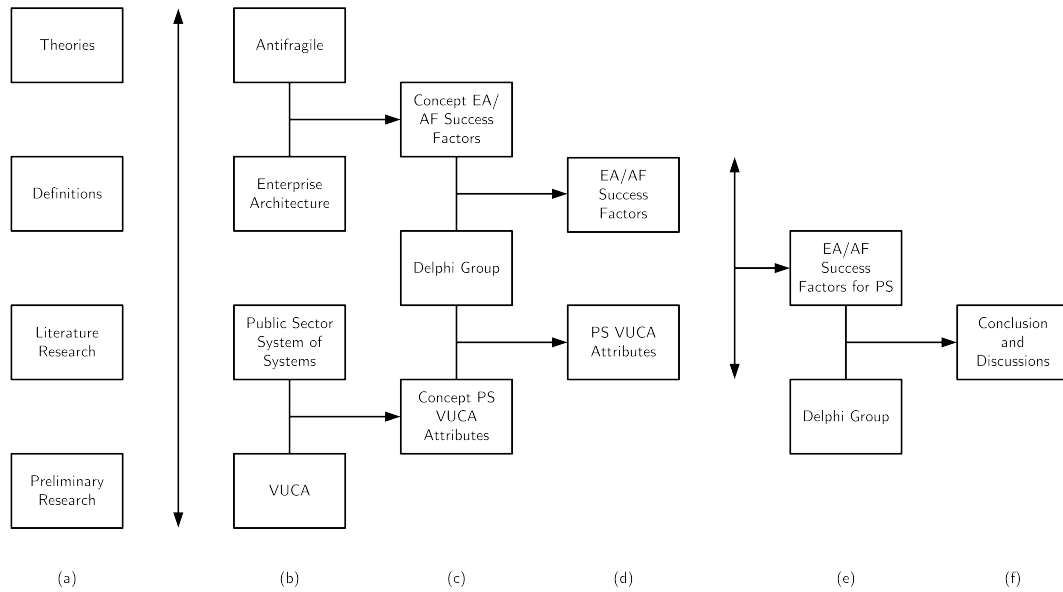 Theories
Definitions
Literature
Research
Preliminary
Research
(a)
Antifragile
Enterprise
Architecture
Public Sector
System of
Systems
VUCA
(b)
Concept EA/
AF Success
Factors
Delphi Group
Concept PS
VUCA
Attributes
(c)
EA/AF
Success
Factors
PS VUCA
Attributes
(d)
EA/AF
Success
Factors for PS
Delphi Group
(e)
Conclusion
and
Discussions
(f)